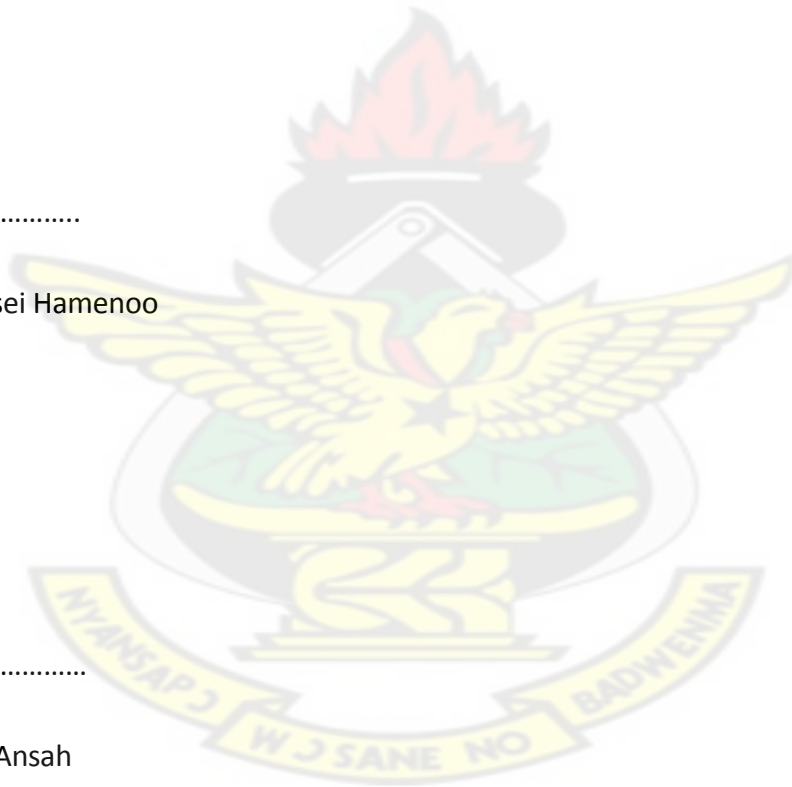 ………..
sei Hamenoo
…………
Ansah
NYANSAPƆ WƆSANE NO BADWENMA